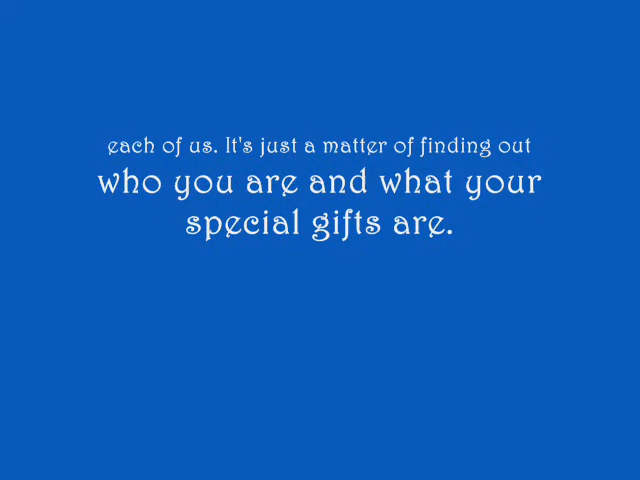 each of us. It's just a matter of finding out
who you are and what your
special gifts are.